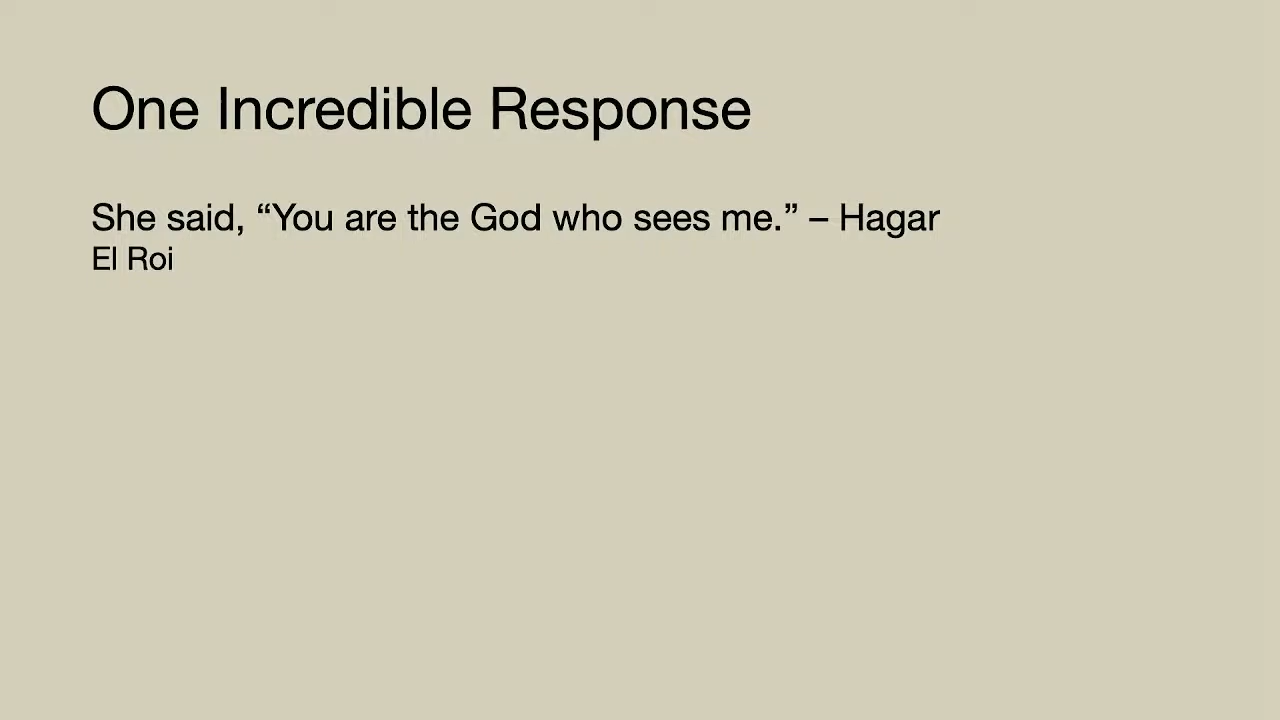 One Incredible Response
She said, “You are the God who sees me.” – Hagar
El Roi